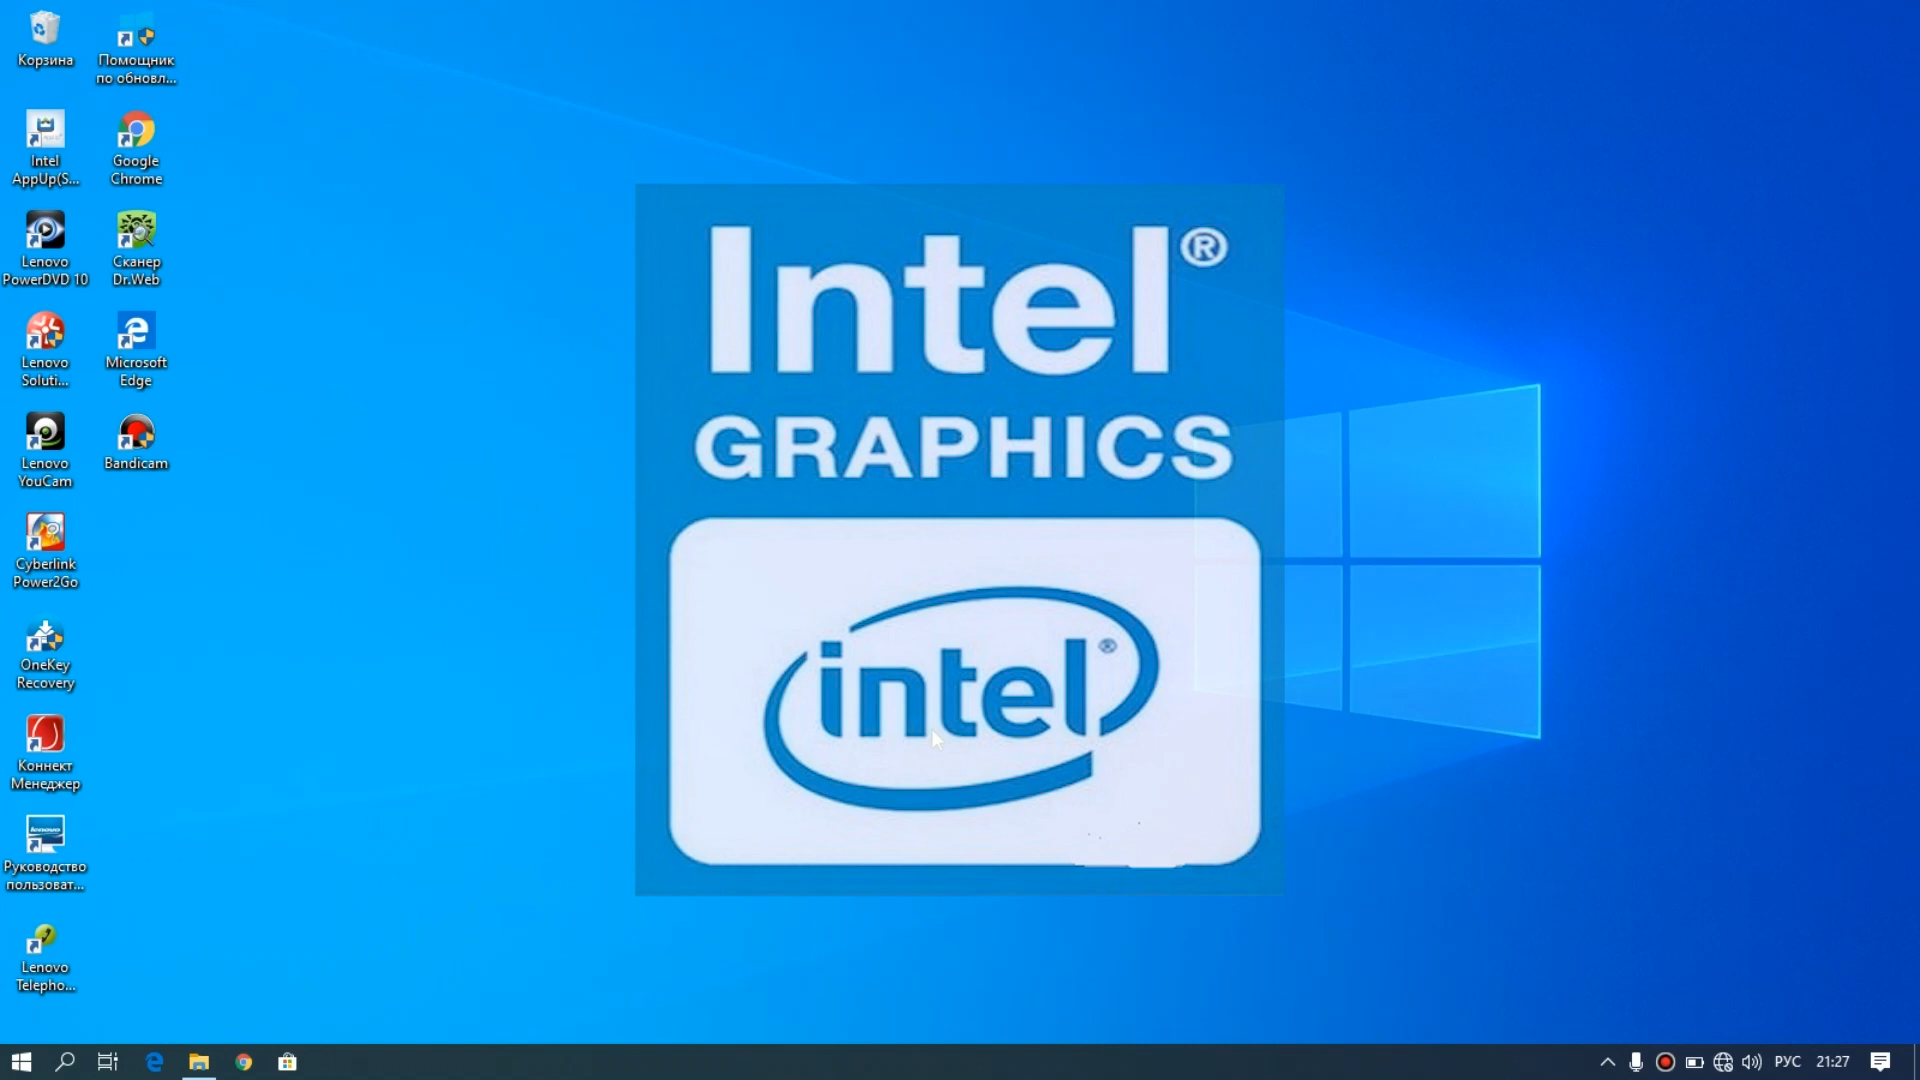 Корзина
Помощник
по обновл...
Intel
AppUp(S...
Google
Chrome
Lenovo
PowerDVD 10
Сканер
Dr.Web
Lenovo
Soluti...
Microsoft
Edge
Lenovo
YouCam
Bandicam
Cyberlink
Power2Go
OneKey
Recovery
Коннект
Менеджер
Руководство
пользоват...
Lenovo
Telepho...
Intel®
GRAPHICS
intel®
РУС 21:27